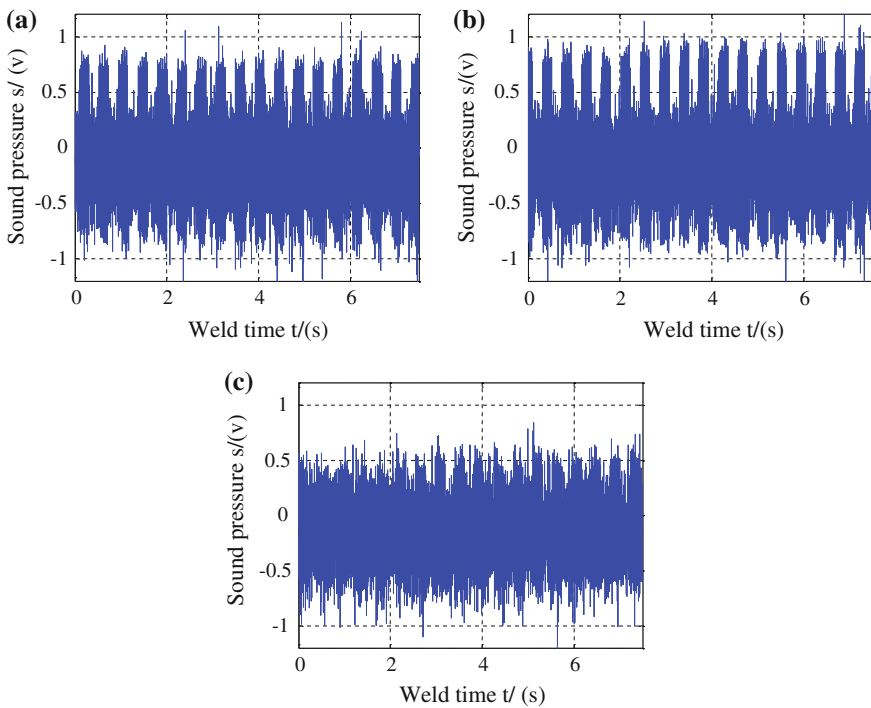 (a)
Sound pressure s/ (v)
1
0.5
0
-0.5
-1
0 2 4 6
Weld time t/(s)
(b)
Sound pressure s/(v)
1
0.5
0
-0.5
-1
0 2 4 6
Weld time t/(s)
(c)
Sound pressure s/(v)
1
0.5
0
-0.5
-1
0 2 4 6
Weld time t/ (s)